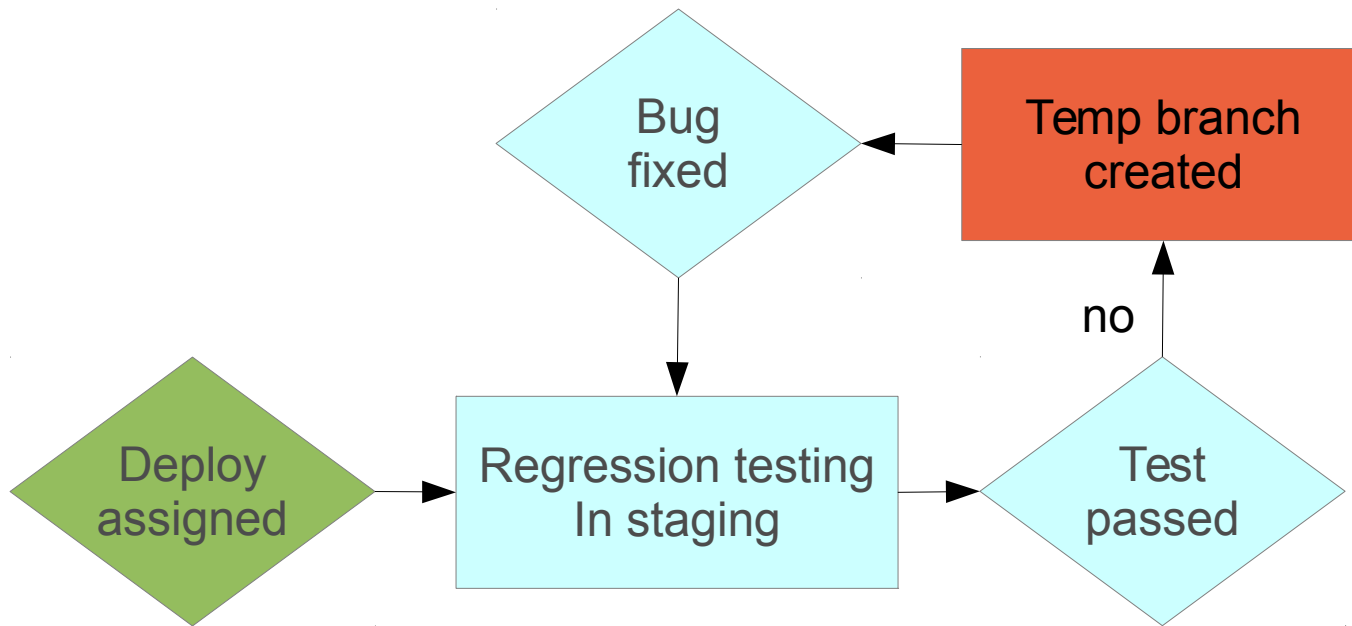 Bug
fixed
Temp branch
created
no
Deploy
assigned
Regression testing
In staging
Test
passed